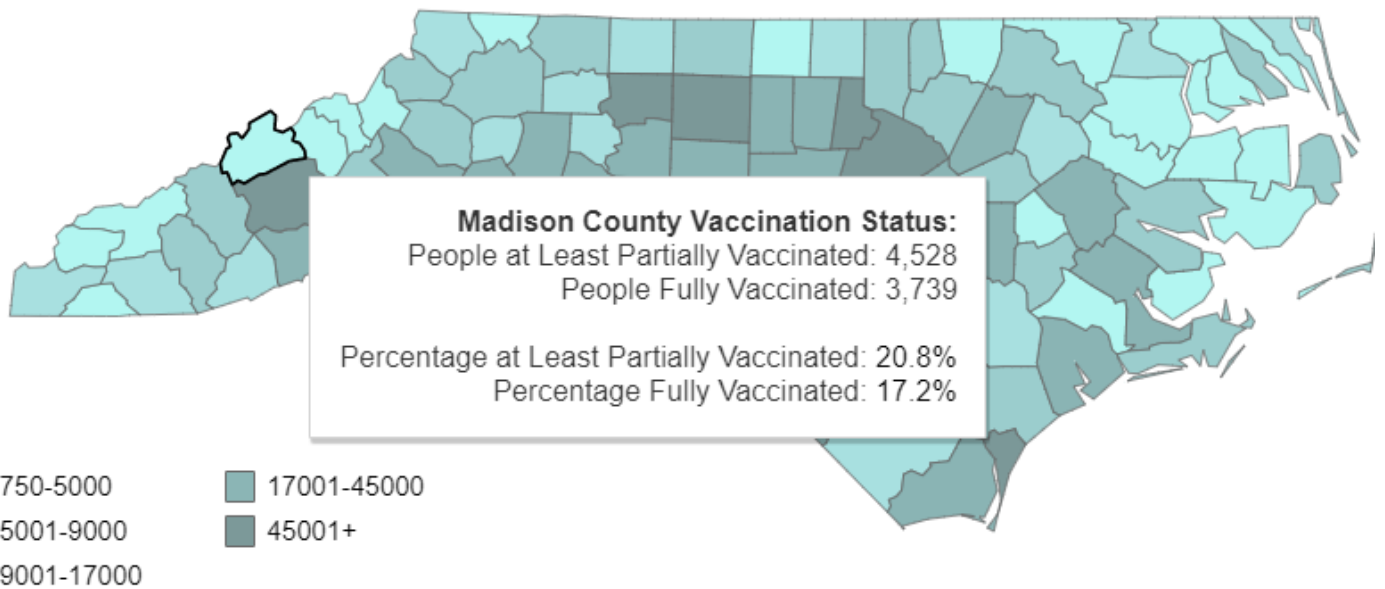 Madison County Vaccination Status:
People at Least Partially Vaccinated: 4,528
People Fully Vaccinated: 3,739
Percentage at Least Partially Vaccinated: 20.8%
Percentage Fully Vaccinated: 17.2%
750-5000
5001-9000
9001-17000
17001-45000
45001+